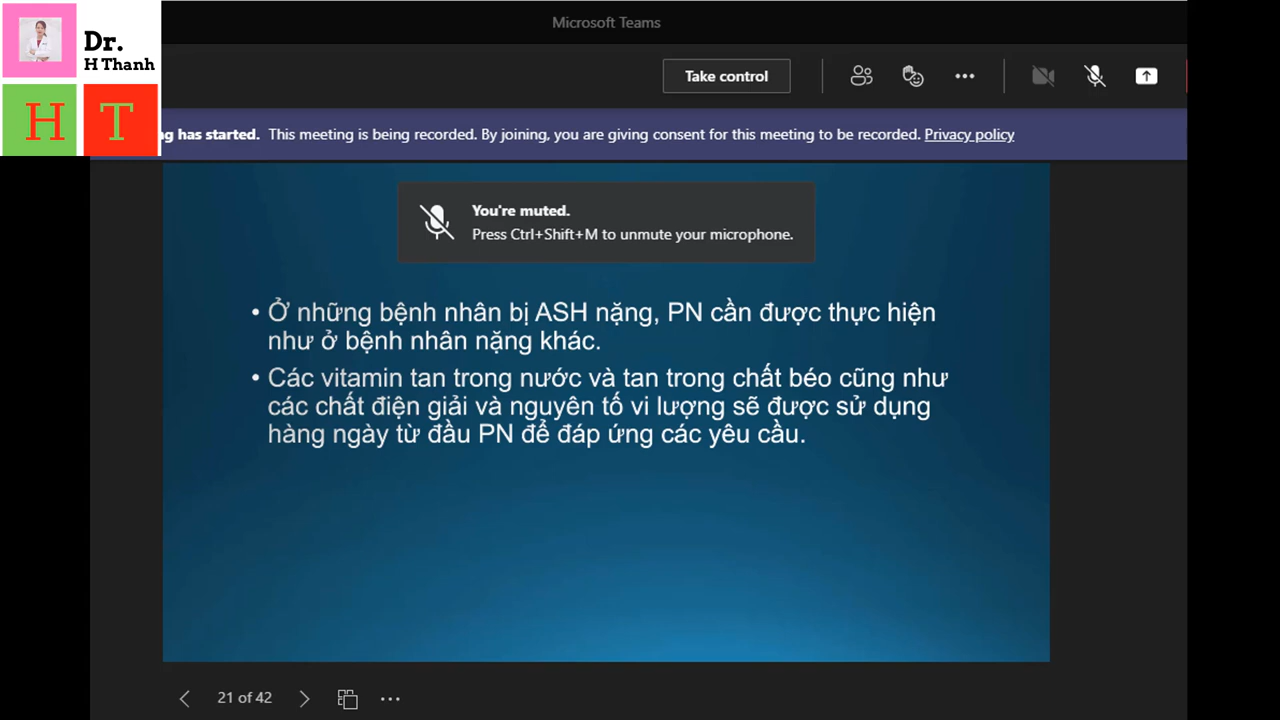 Microsoft Teams
Dr.
H Thanh
H T
Take control
ng has started. This meeting is being recorded. By joining, you are giving consent for this meeting to be recorded. Privacy policy
You're muted.
Press Ctrl+Shift+M to unmute your microphone.
• Ở những bệnh nhân bị ASH nặng, PN cần được thực hiện
như ở bệnh nhân nặng khác.
• Các vitamin tan trong nước và tan trong chất béo cũng như
các chất điện giải và nguyên tố vi lượng sẽ được sử dụng
hàng ngày từ đầu PN để đáp ứng các yêu cầu.
21 of 42